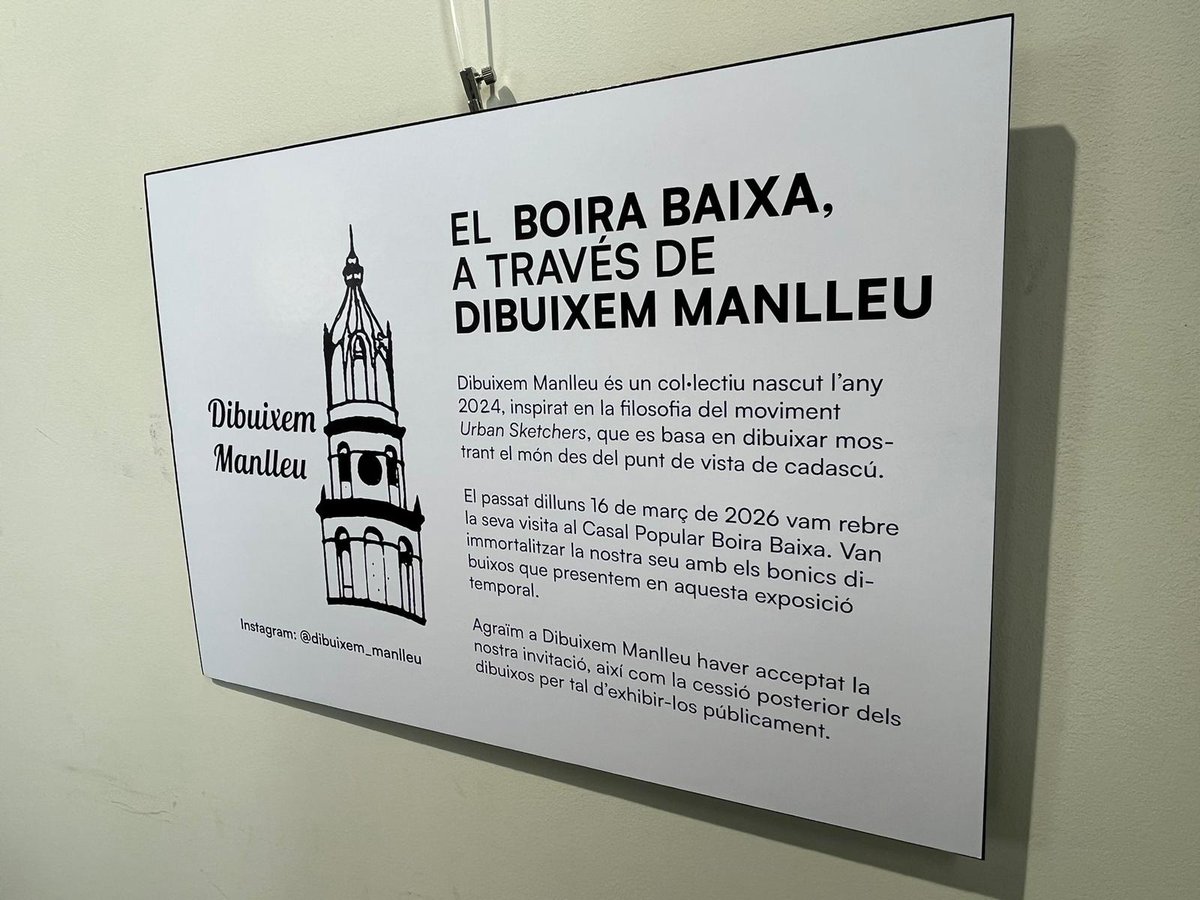 EL BOIRA BAIXA,
A TRAVÉS DE
DIBUIXEM MANLLEU
Dibuixem
Manlleu
Instagram: @dibuixem_manlleu
Dibuixem Manlleu és un col·lectiu nascut l’any
2024, inspirat en la filosofia del moviment
Urban Sketchers, que es basa en dibuixar mos-
trant el món des del punt de vista de cadascú.
El passat dilluns 16 de març de 2026 vam rebre
la seva visita al Casal Popular Boira Baixa. Van
immortalitzar la nostra seu amb els bonics di-
buixos que presentem en aquesta exposició
temporal.
Agraïm a Dibuixem Manlleu haver acceptat la
nostra invitació, així com la cessió posterior dels
dibuixos per tal d’exhibir-los públicament.